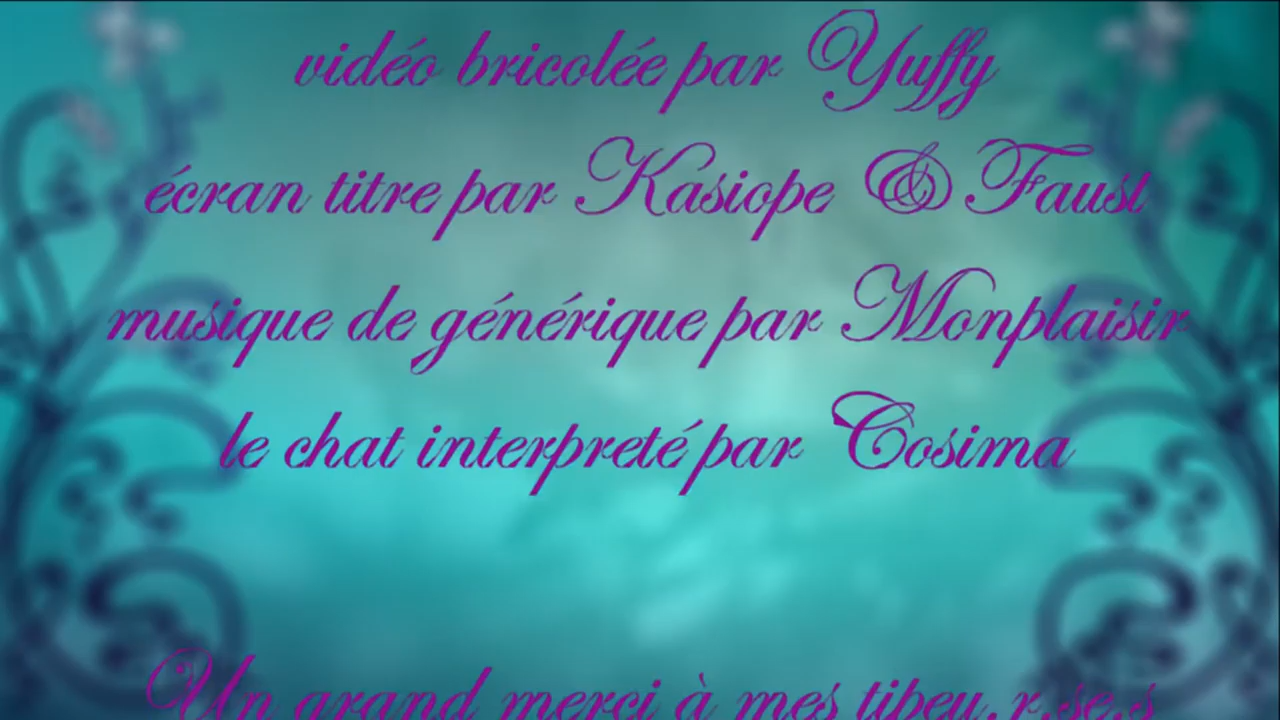 vidéo bricolée par Yuffy
écran titre par Kasiope & Faust
musique de générique par Monplaisir
le chat interpreté par Cosima
Un grand merci à mes tipeu.r.se.s